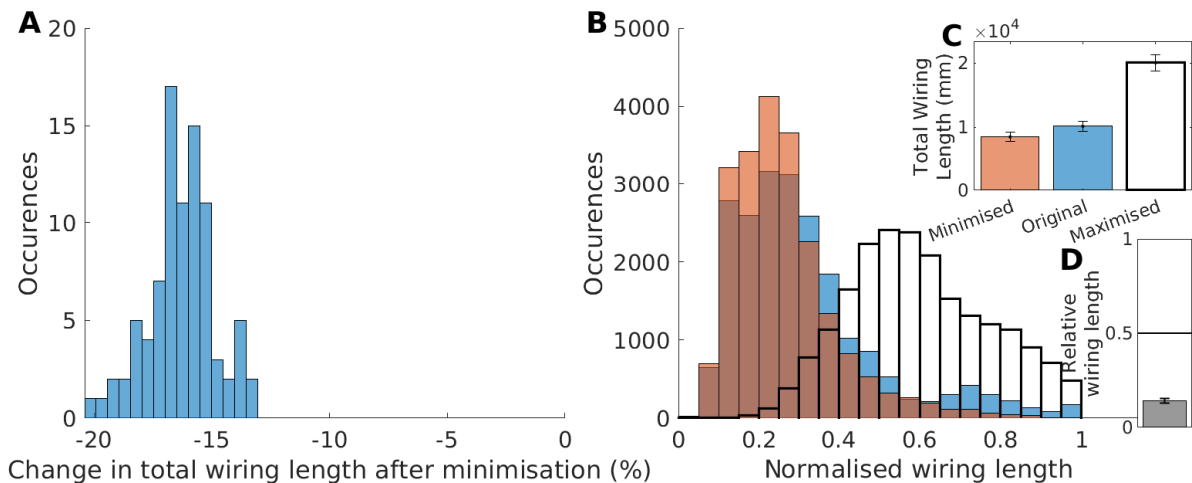 A
20
15
10
5
0
Occurences
-20
-15
-10
-5
0
Change in total wiring length after minimisation (%)
B
5000
4000
3000
2000
1000
0
Occurences
0
0.2
0.4
0.6
0.8
1
Normalised wiring length
C
×10⁴
2
1
0
Total Wiring
Length (mm)
Minimised
Original
Maximised
D
1
0.5
0
Relative
wiring length